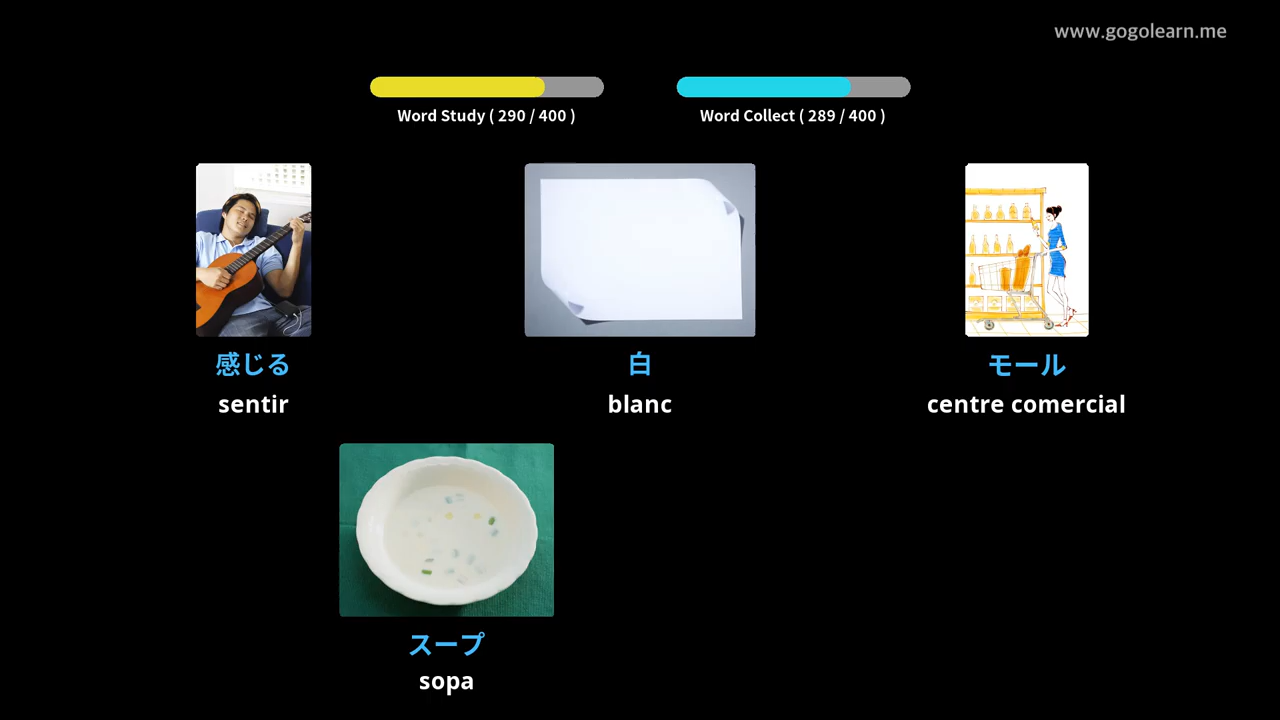 www.gogolearn.me
Word Study ( 290 / 400 )
Word Collect ( 289 / 400 )
感じる
sentir
白
blanc
モール
centre comercial
スープ
sopa